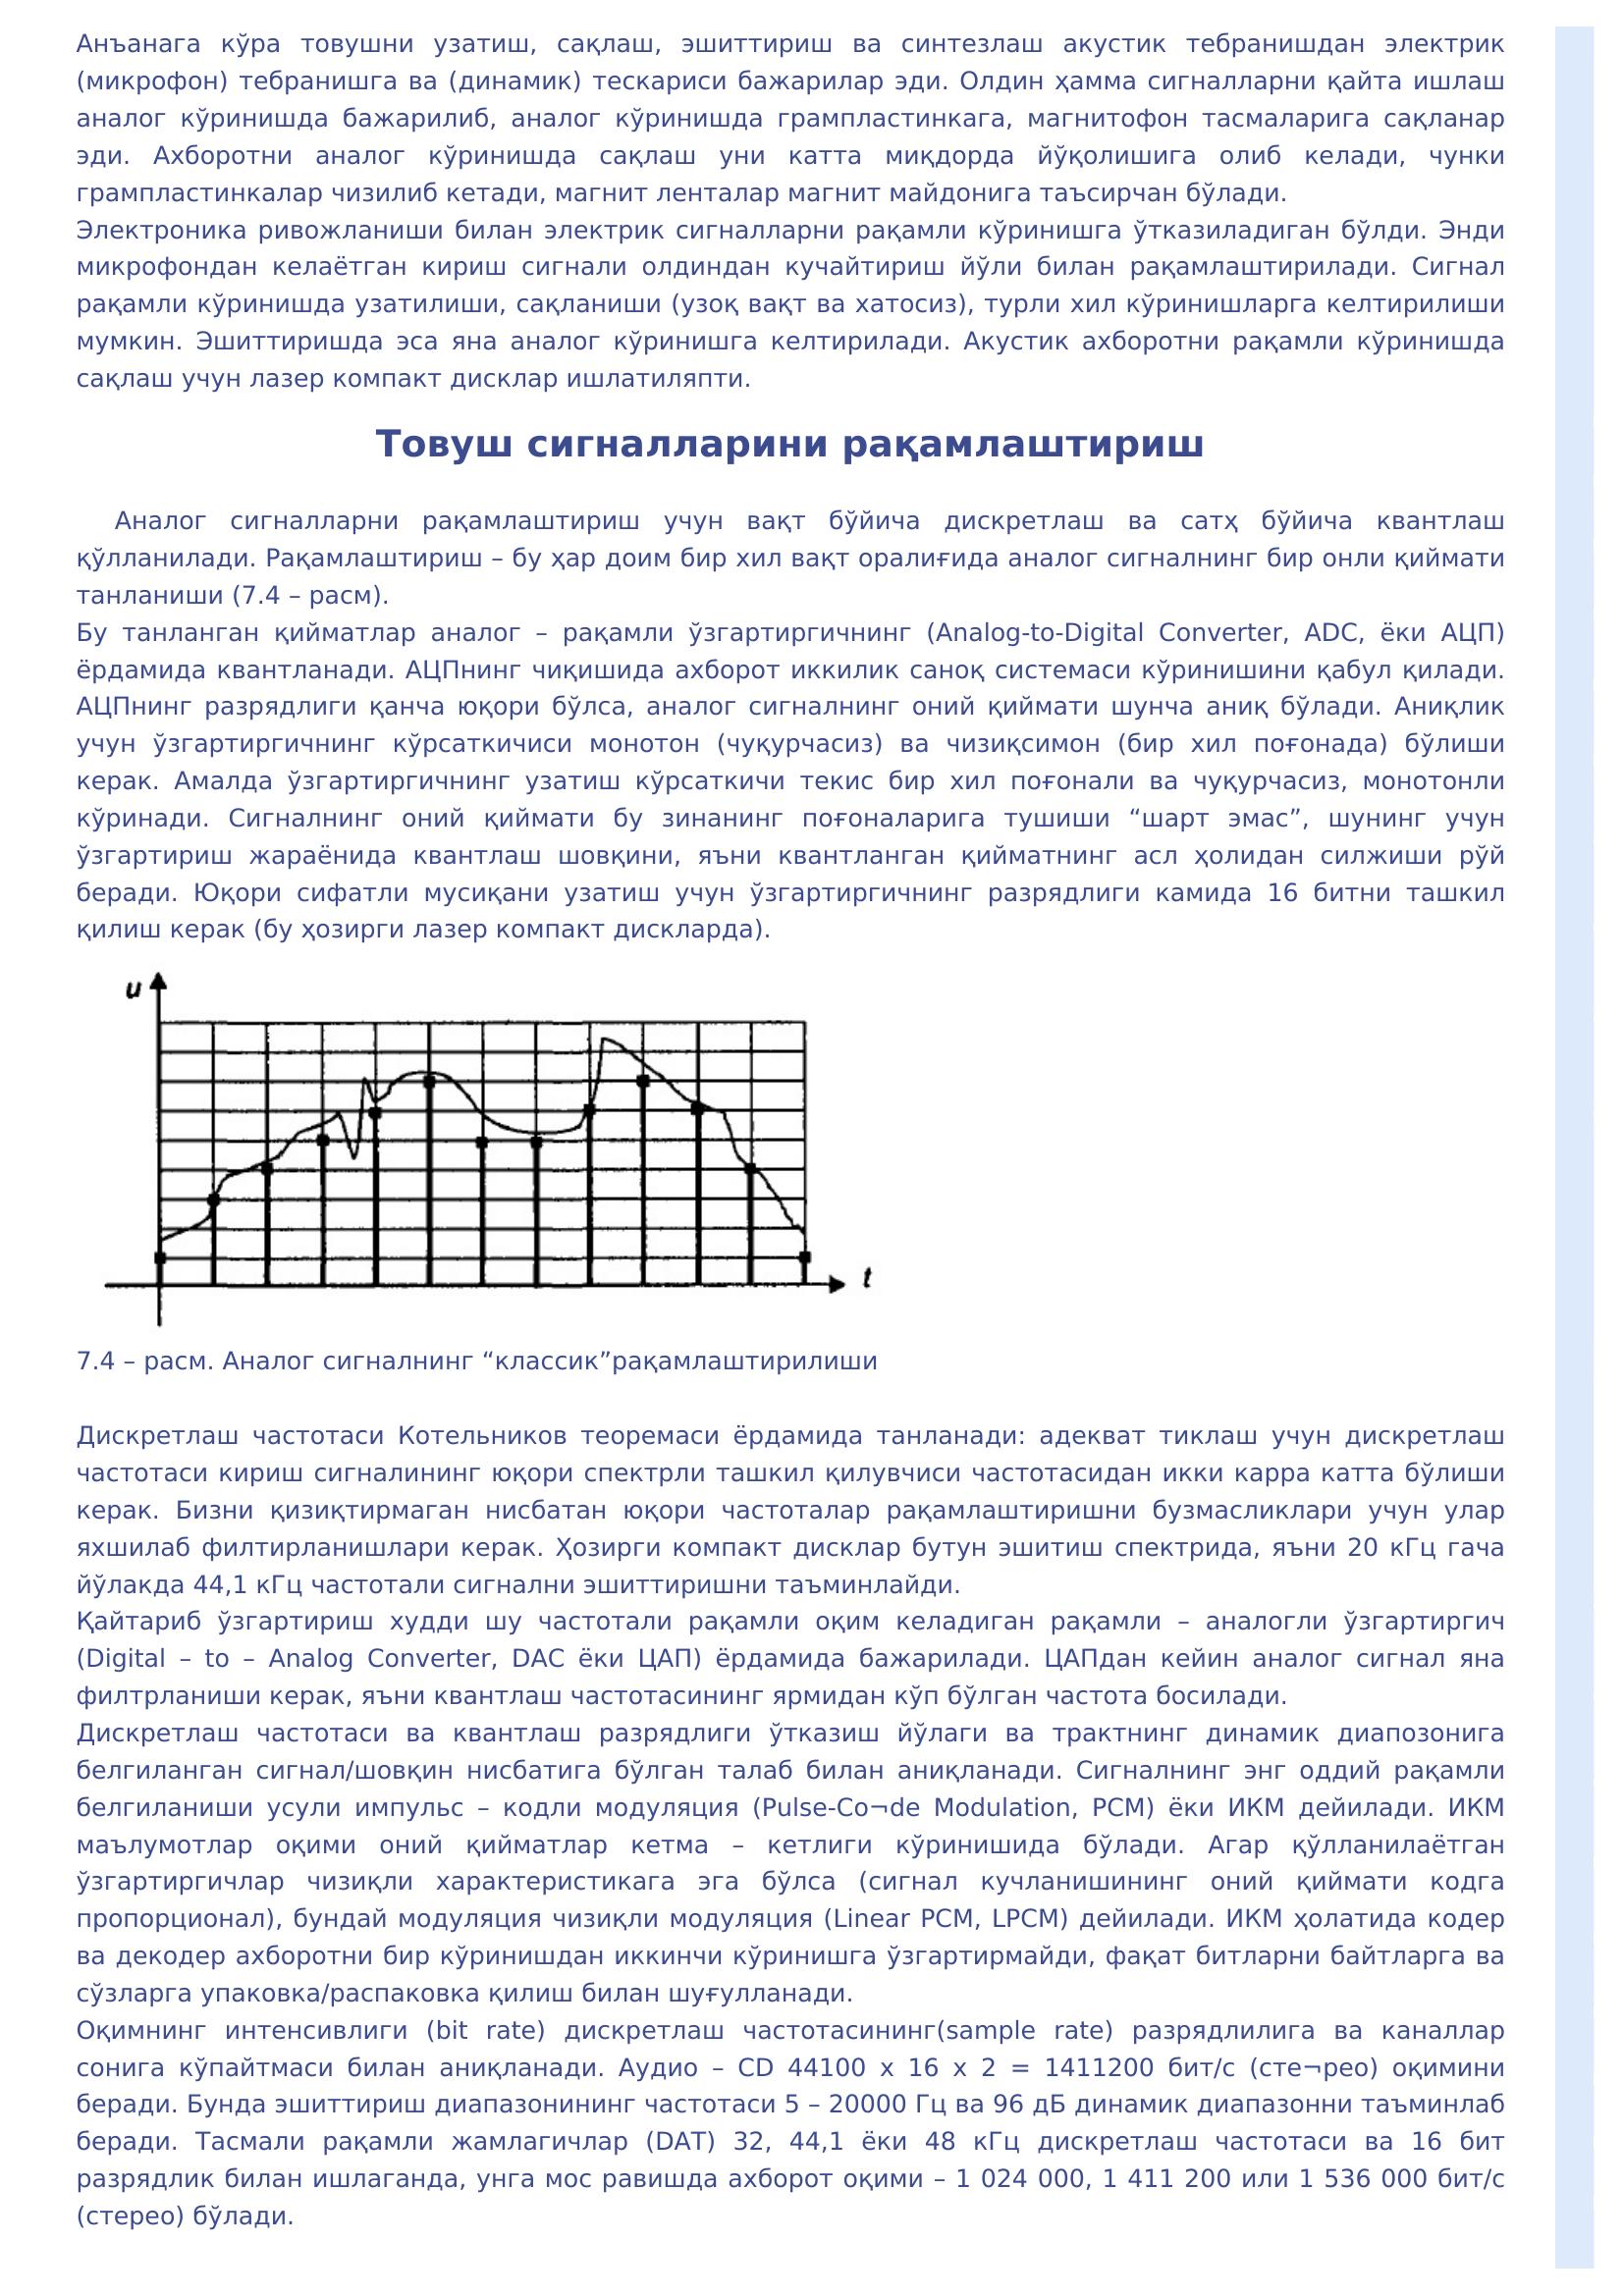 Анъанага кўра товушни узатиш, сақлаш, эшиттириш ва синтезлаш акустик тебранишдан электрик
(микрофон) тебранишга ва (динамик) тескариси бажарилар эди. Олдин ҳамма сигналларни қайта ишлаш
аналог кўринишда бажарилиб, аналог кўринишда грампластинкага, магнитофон тасмаларига сақланар
эди. Ахборотни аналог кўринишда сақлаш уни катта миқдорда йўқолишига олиб келади, чунки
грампластинкалар чизилиб кетади, магнит ленталар магнит майдонига таъсирчан бўлади.
Электроника ривожланиши билан электрик сигналларни рақамли кўринишга ўтказиладиган бўлди. Энди
микрофондан келаётган кириш сигнали олдиндан кучайтириш йўли билан рақамлаштирилади. Сигнал
рақамли кўринишда узатилиши, сақланиши (узоқ вақт ва хатосиз), турли хил кўринишларга келтирилиши
мумкин. Эшиттиришда эса яна аналог кўринишга келтирилади. Акустик ахборотни рақамли кўринишда
сақлаш учун лазер компакт дисклар ишлатиляпти.
Товуш сигналларини рақамлаштириш
Аналог сигналларни рақамлаштириш учун вақт бўйича дискретлаш ва сатҳ бўйича квантлаш
қўлланилади. Рақамлаштириш – бу ҳар доим бир хил вақт оралиғида аналог сигналнинг бир онли қиймати
танланиши (7.4 – расм).
Бу танланган қийматлар аналог – рақамли ўзгартиргичнинг (Analog-to-Digital Converter, ADC, ёки АЦП)
ёрдамида квантланади. АЦПнинг чиқишида ахборот иккилик саноқ системаси кўринишини қабул қилади.
АЦПнинг разрядлиги қанча юқори бўлса, аналог сигналнинг оний қиймати шунча аниқ бўлади. Аниқлик
учун ўзгартиргичнинг кўрсаткичиси монотон (чуқурчасиз) ва чизиқсимон (бир хил поғонада) бўлиши
керак. Амалда ўзгартиргичнинг узатиш кўрсаткичи текис бир хил поғонали ва чуқурчасиз, монотонли
кўринади. Сигналнинг оний қиймати бу зинанинг поғоналарига тушиши “шарт эмас”, шунинг учун
ўзгартириш жараёнида квантлаш шовқини, яъни квантланган қийматнинг асл ҳолидан силжиши рўй
беради. Юқори сифатли мусиқани узатиш учун ўзгартиргичнинг разрядлиги камида 16 битни ташкил
қилиш керак (бу ҳозирги лазер компакт дискларда).
u
t
7.4 – расм. Аналог сигналнинг “классик”рақамлаштирилиши
Дискретлаш частотаси Котельников теоремаси ёрдамида танланади: адекват тиклаш учун дискретлаш
частотаси кириш сигналининг юқори спектрли ташкил қилувчиси частотасидан икки карра катта бўлиши
керак. Бизни қизиқтирмаган нисбатан юқори частоталар рақамлаштиришни бузмасликлари учун улар
яхшилаб филтирланишлари керак. Ҳозирги компакт дисклар бутун эшитиш спектрида, яъни 20 кГц гача
йўлакда 44,1 кГц частотали сигнални эшиттиришни таъминлайди.
Қайтариб ўзгартириш худди шу частотали рақамли оқим келадиган рақамли – аналогли ўзгартиргич
(Digital – to – Analog Converter, DAC ёки ЦАП) ёрдамида бажарилади. ЦАПдан кейин аналог сигнал яна
филтрланиши керак, яъни квантлаш частотасининг ярмидан кўп бўлган частота босилади.
Дискретлаш частотаси ва квантлаш разрядлиги ўтказиш йўлаги ва трактнинг динамик диапозонига
белгиланган сигнал/шовқин нисбатига бўлган талаб билан аниқланади. Сигналнинг энг оддий рақамли
белгиланиши усули импульс – кодли модуляция (Pulse-Co¬de Modulation, PCM) ёки ИКМ дейилади. ИКМ
маълумотлар оқими оний қийматлар кетма – кетлиги кўринишида бўлади. Агар қўлланилаётган
ўзгартиргичлар чизиқли характеристикага эга бўлса (сигнал кучланишининг оний қиймати кодга
пропорционал), бундай модуляция чизиқли модуляция (Linear PCM, LPCM) дейилади. ИКМ ҳолатида кодер
ва декодер ахборотни бир кўринишдан иккинчи кўринишга ўзгартирмайди, фақат битларни байтларга ва
сўзларга упаковка/распаковка қилиш билан шуғулланади.
Оқимнинг интенсивлиги (bit rate) дискретлаш частотасининг(sample rate) разрядлилига ва каналлар
сонига кўпайтмаси билан аниқланади. Аудио – CD 44100 х 16 х 2 = 1411200 бит/с (сте¬рео) оқимини
беради. Бунда эшиттириш диапазонининг частотаси 5 – 20000 Гц ва 96 дБ динамик диапазонни таъминлаб
беради. Тасмали рақамли жамлагичлар (DAT) 32, 44,1 ёки 48 кГц дискретлаш частотаси ва 16 бит
разрядлик билан ишлаганда, унга мос равишда ахборот оқими – 1 024 000, 1 411 200 или 1 536 000 бит/с
(стерео) бўлади.